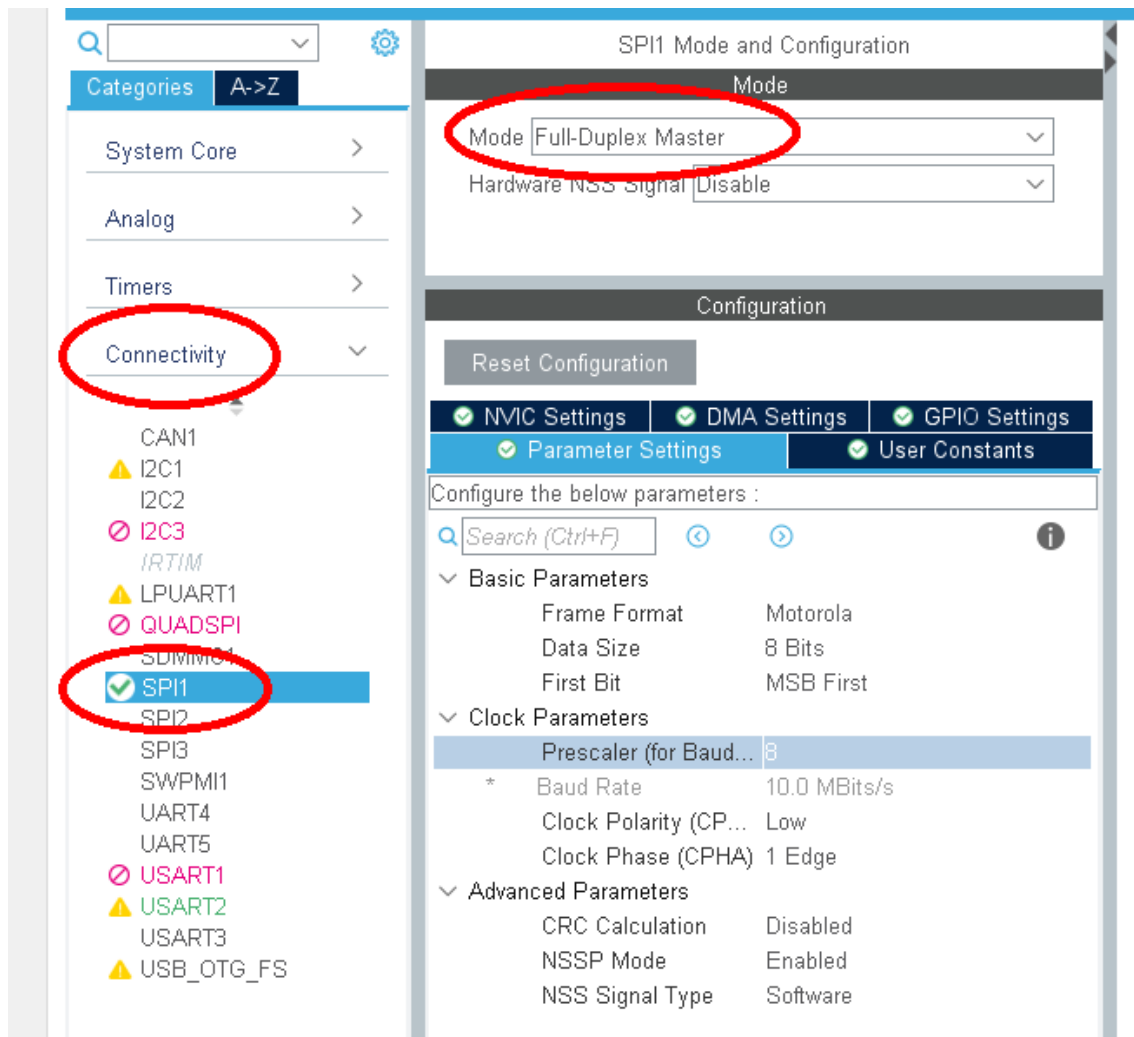 Categories
A->Z
System Core
Analog
Timers
Connectivity
CAN1
I2C1
I2C2
I2C3
IRTIM
LPUART1
QUADSPI
SDMMC1
SPI1
SPI2
SPI3
SWPMI1
UART4
UART5
USART1
USART2
USART3
USB_OTG_FS
SPI1 Mode and Configuration
Mode
Mode Full-Duplex Master
Hardware NSS Signal Disable
Configuration
Reset Configuration
NVIC Settings DMA Settings GPIO Settings
Parameter Settings User Constants
Configure the below parameters :
Search (Ctrl+F)
Basic Parameters
Frame Format Motorola
Data Size 8 Bits
First Bit MSB First
Clock Parameters
Prescaler (for Baud... 8
* Baud Rate 10.0 MBits/s
Clock Polarity (CP... Low
Clock Phase (CPHA) 1 Edge
Advanced Parameters
CRC Calculation Disabled
NSSP Mode Enabled
NSS Signal Type Software